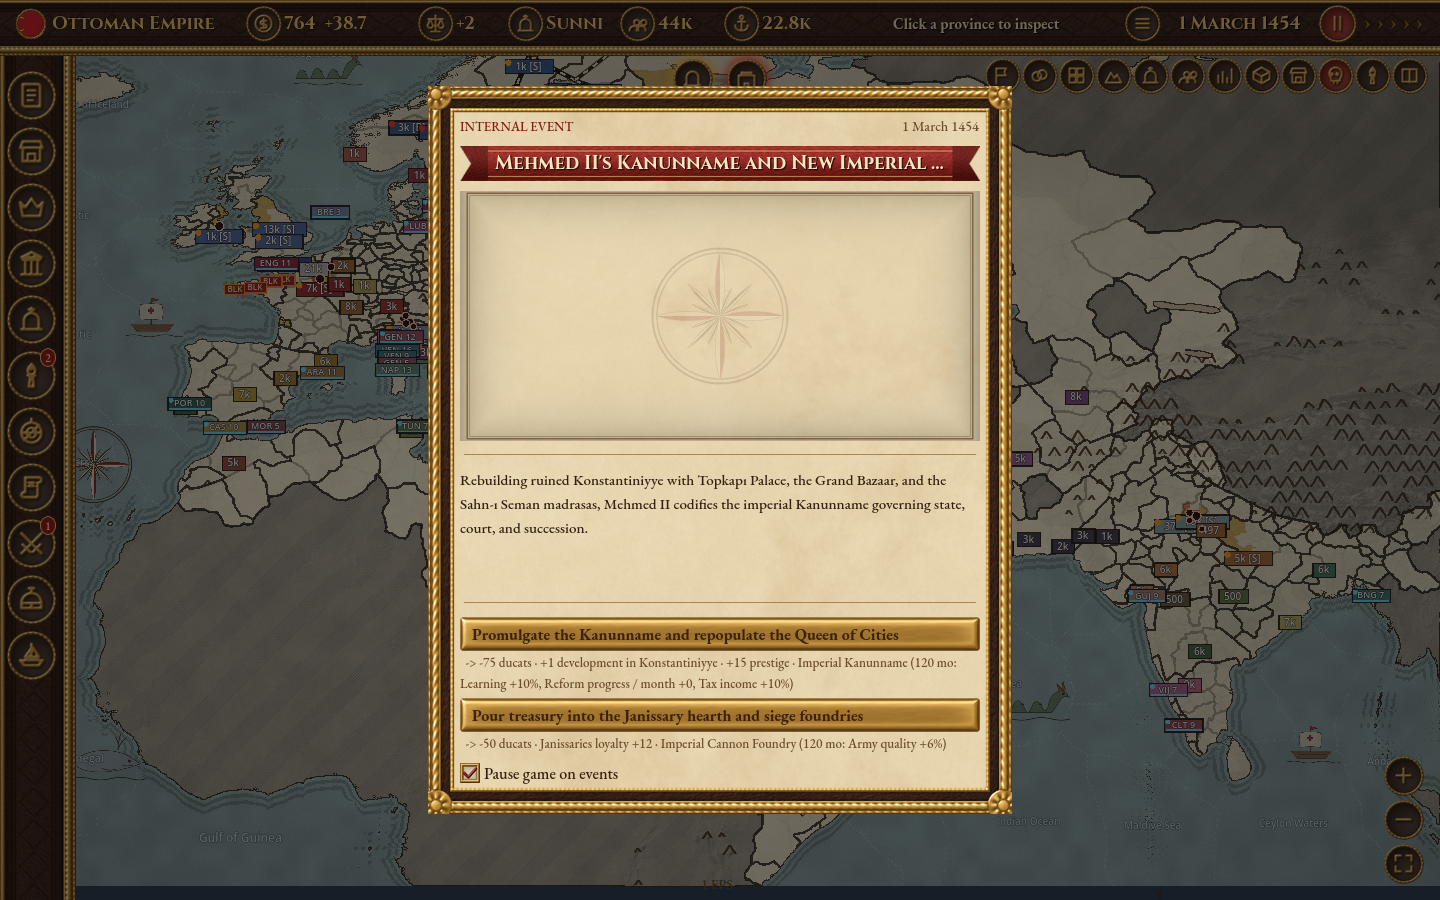 Ottoman Empire
764 +38.7
+2
Sunni
44k
22.8k
Click a province to inspect
1 March 1454
INTERNAL EVENT
1 March 1454
Mehmed II's Kanunname and New Imperial ...
Rebuilding ruined Konstantiniyye with Topkapı Palace, the Grand Bazaar, and the
Sahn-ı Seman madrasas, Mehmed II codifies the imperial Kanunname governing state,
court, and succession.
Promulgate the Kanunname and repopulate the Queen of Cities
-> -75 ducats · +1 development in Konstantiniyye · +15 prestige · Imperial Kanunname (120 mo:
Learning +10%, Reform progress / month +0, Tax income +10%)
Pour treasury into the Janissary hearth and siege foundries
-> -50 ducats · Janissaries loyalty +12 · Imperial Cannon Foundry (120 mo: Army quality +6%)
Pause game on events
2
1
1k [S]
1k
1k
BRE 3
13k [S]
1k [S]
2k [S]
ENG 11
2k
BLK
BLK
BLK
1k
1k
8k
3k
GEN 12
6k
ARA 11
NAP 13
2k
7k
POR 10
CAS 10
MOR 5
5k
8k
5k
3k
2k
3k
1k
37
497
5k [S]
6k
GUJ 9
500
500
6k
BNG 7
7k
6k
VIJ 7
CLT 9
Gulf of Guinea
Indian Ocean
Maldive Sea
Ceylon Waters